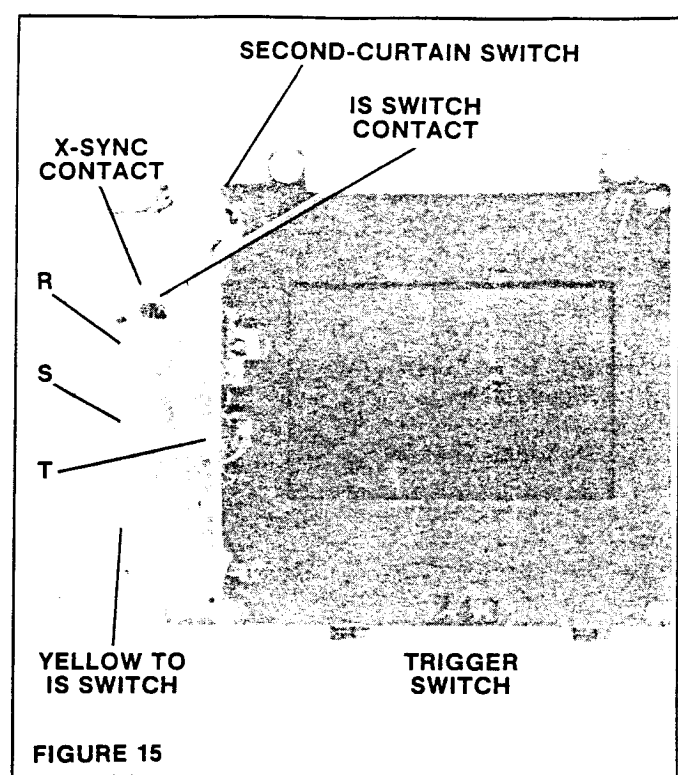 SECOND-CURTAIN SWITCH
IS SWITCH
CONTACT
X-SYNC
CONTACT
R
S
T
YELLOW TO
IS SWITCH
TRIGGER
SWITCH
FIGURE 15